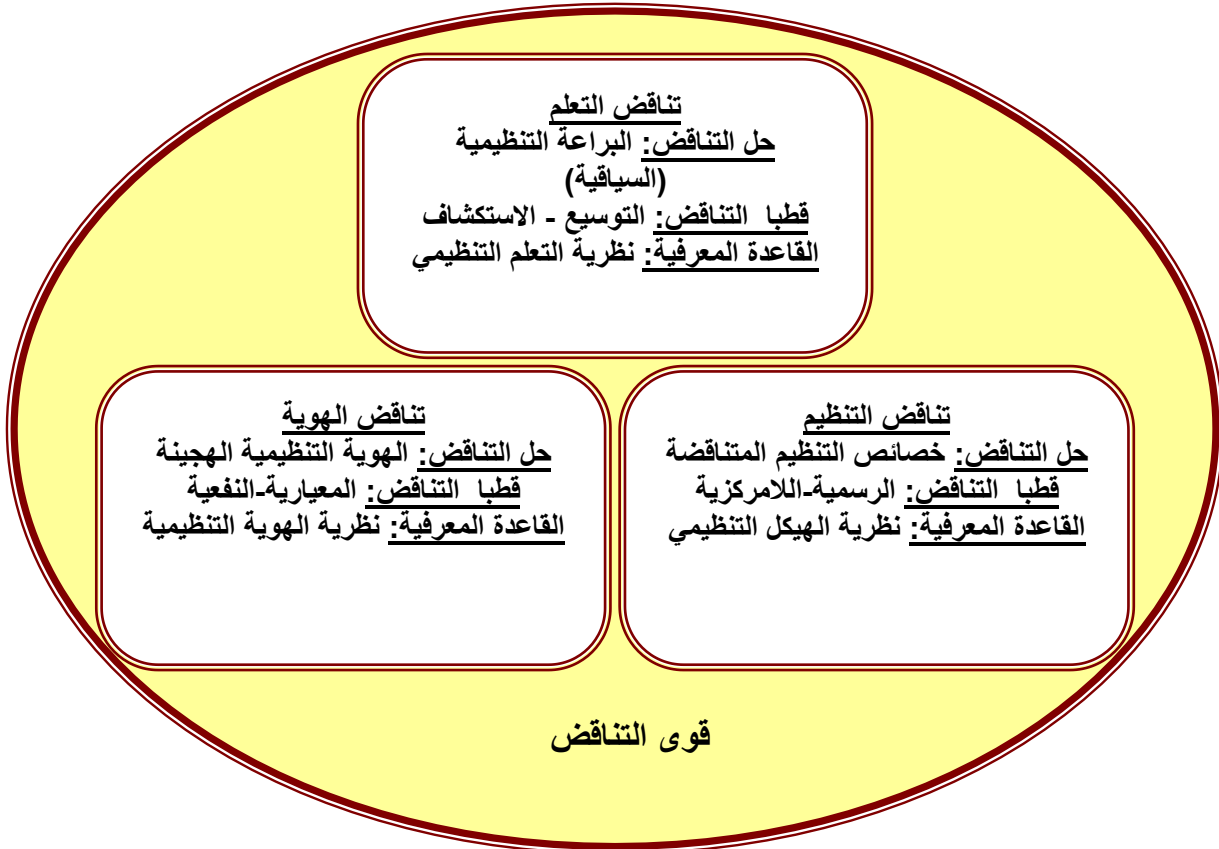 تناقض التعلم
حل التناقض: البراعة التنظيمية
(السياقية)
قطبا التناقض: التوسيع - الاستكشاف
القاعدة المعرفية: نظرية التعلم التنظيمي
تناقض التنظيم
حل التناقض: خصائص التنظيم المتناقضة
قطبا التناقض: الرسمية-اللامركزية
القاعدة المعرفية: نظرية الهيكل التنظيمي
تناقض الهوية
حل التناقض: الهوية التنظيمية الهجينة
قطبا التناقض: المعيارية-النفعية
القاعدة المعرفية: نظرية الهوية التنظيمية
قوى التناقض